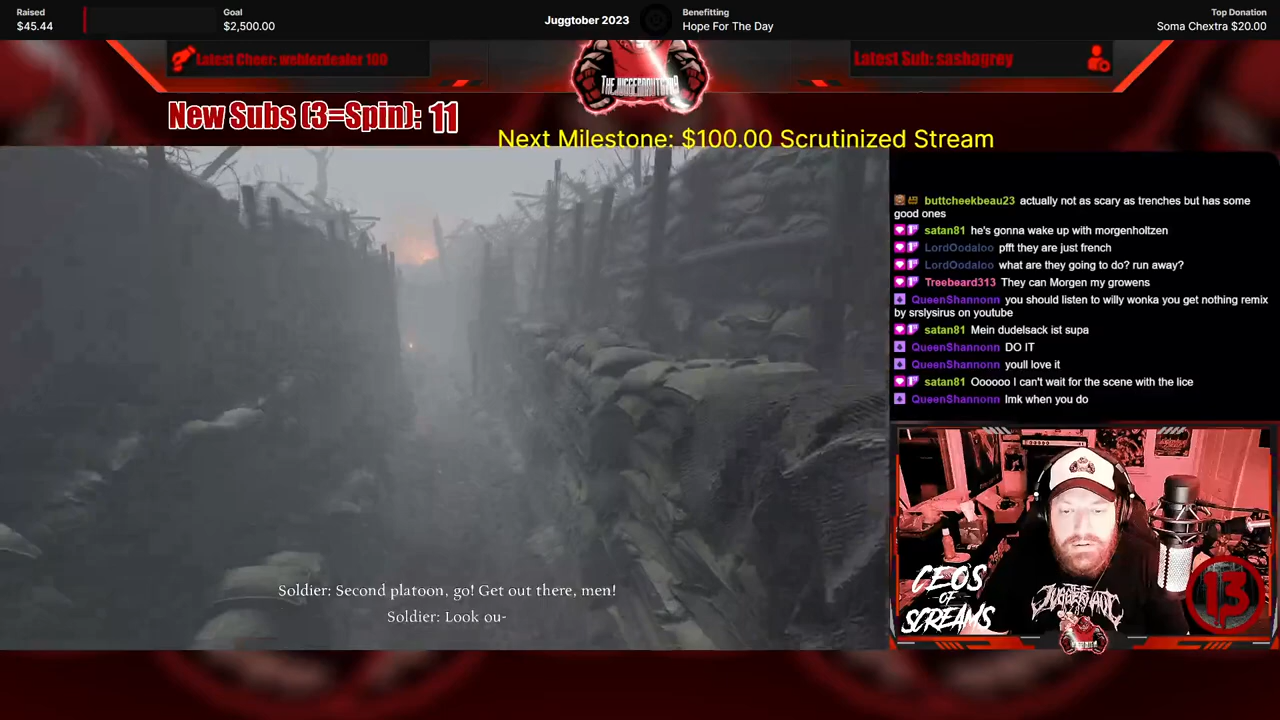 Raised
$45.44
Goal
$2,500.00
Juggtober 2023
Benefitting
Hope For The Day
Top Donation
Soma Chextra $20.00
Latest Cheer: wehlerdealer 100
THEJUGGERNAUTGM9
Latest Sub: sashagrey
New Subs (3=Spin): 11
Next Milestone: $100.00 Scrutinized Stream
buttcheekbeau23 actually not as scary as trenches but has some
good ones
satan81 he's gonna wake up with morgenholtzen
LordOodaloo pfft they are just french
LordOodaloo what are they going to do? run away?
Treebeard313 They can Morgen my growens
QueenShannonn you should listen to willy wonka you get nothing remix
by srslysirus on youtube
satan81 Mein dudelsack ist supa
QueenShannonn DO IT
QueenShannonn youll love it
satan81 Oooooo I can't wait for the scene with the lice
QueenShannonn lmk when you do
Soldier: Second platoon, go! Get out there, men!
Soldier: Look ou-
CEOS
OF
SCREAMS
13